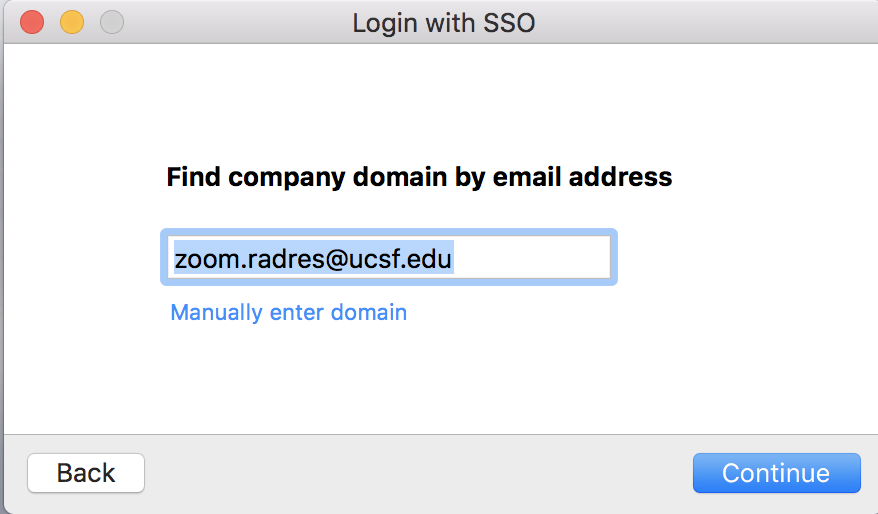 Login with SSO
Find company domain by email address
zoom.radres@ucsf.edu
Manually enter domain
Back
Continue